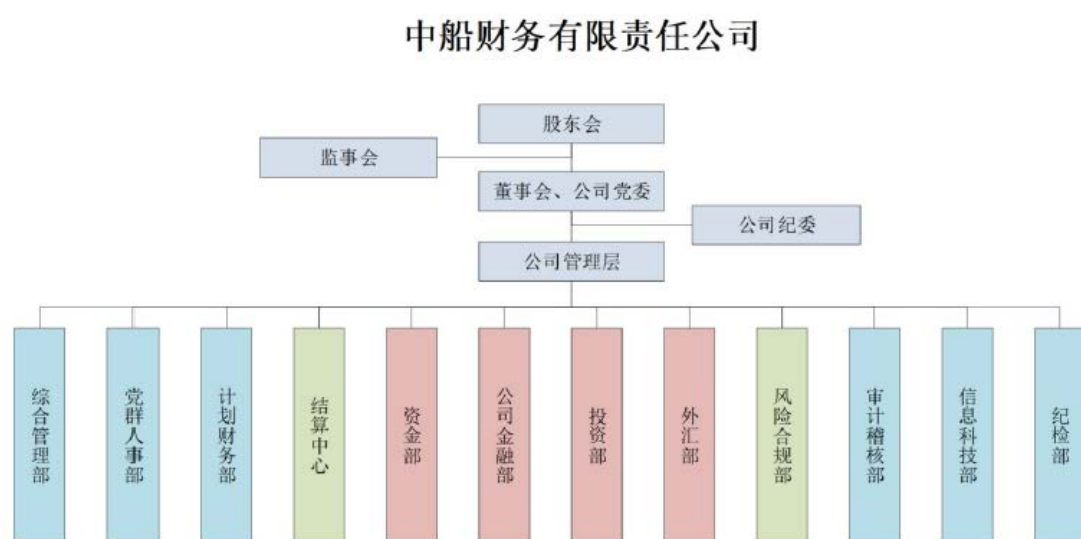 中船财务有限责任公司
股东会
监事会
董事会、公司党委
公司纪委
公司管理层
综合管理部
党群人事部
计划财务部
结算中心
资金部
公司金融部
投资部
外汇部
风险合规部
审计稽核部
信息科技部
纪检部